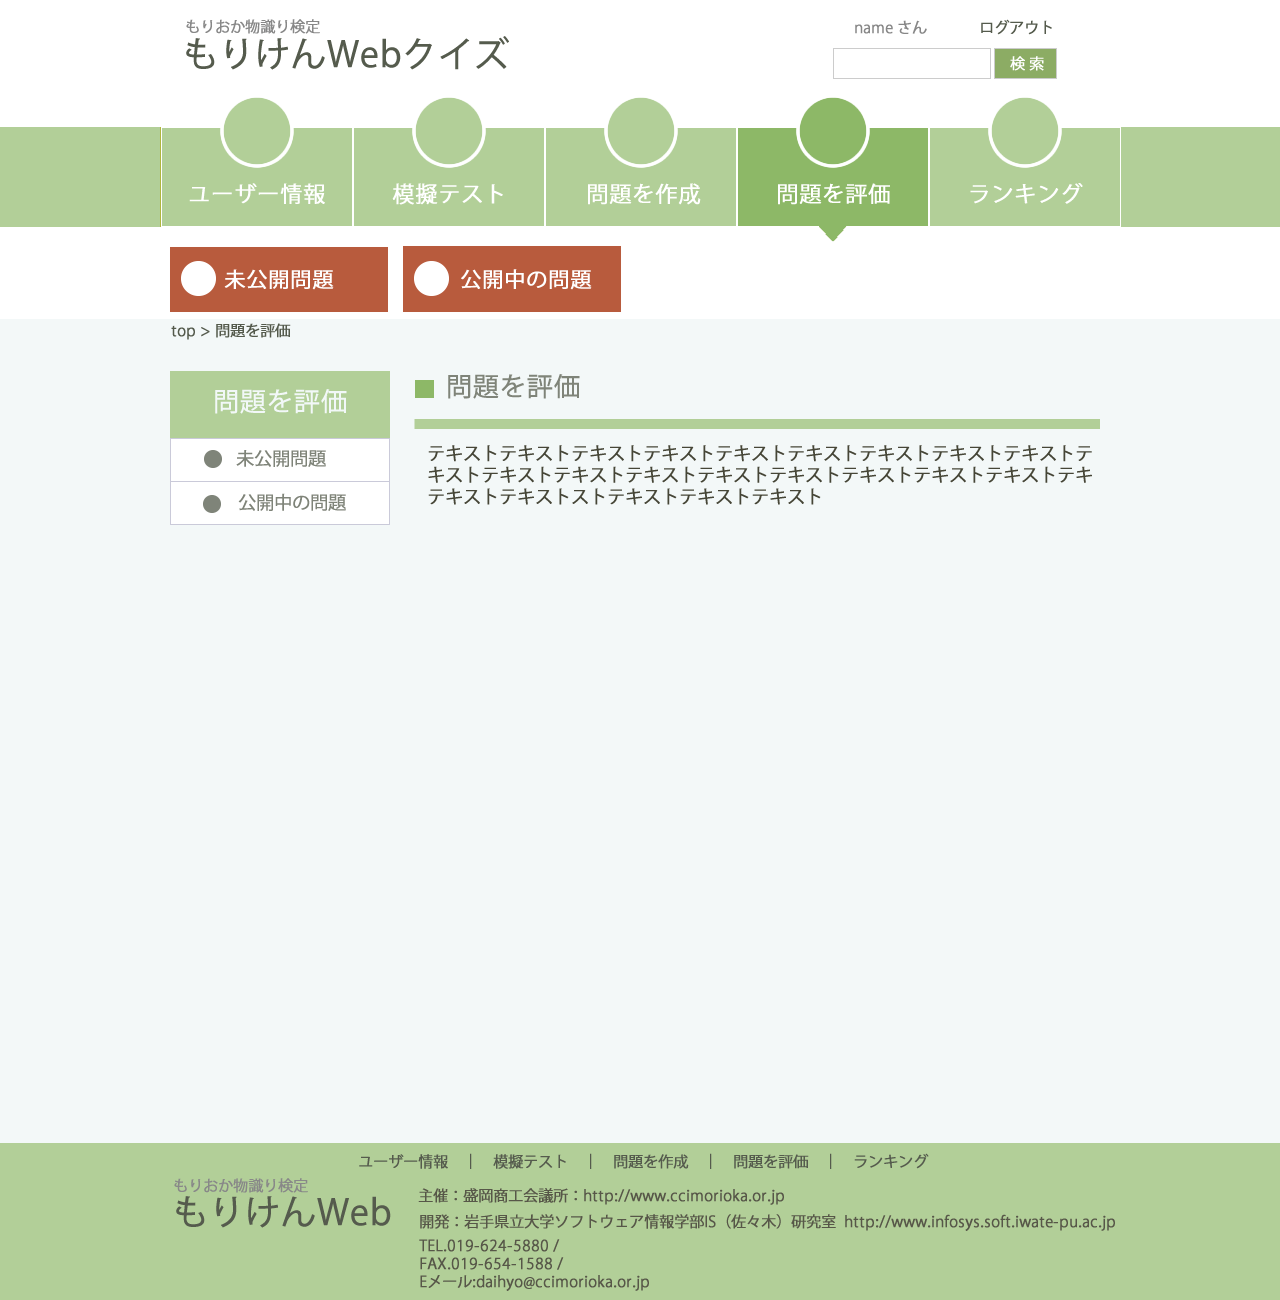 もりおか物識り検定
もりけんWebクイズ
name さん
ログアウト
検 索
ユーザー情報
模擬テスト
問題を作成
問題を評価
ランキング
未公開問題
公開中の問題
top > 問題を評価
問題を評価
未公開問題
公開中の問題
問題を評価
テキストテキストテキストテキストテキストテキストテキストテキストテキストテ
キストテキストテキストテキストテキストテキストテキストテキストテキストテキ
テキストテキストストテキストテキストテキスト
ユーザー情報 | 模擬テスト | 問題を作成 | 問題を評価 | ランキング
もりおか物識り検定
もりけんWeb
主催：盛岡商工会議所：http://www.ccimorioka.or.jp
開発：岩手県立大学ソフトウェア情報学部IS（佐々木）研究室 http://www.infosys.soft.iwate-pu.ac.jp
TEL.019-624-5880 /
FAX.019-654-1588 /
Eメール:daihyo@ccimorioka.or.jp